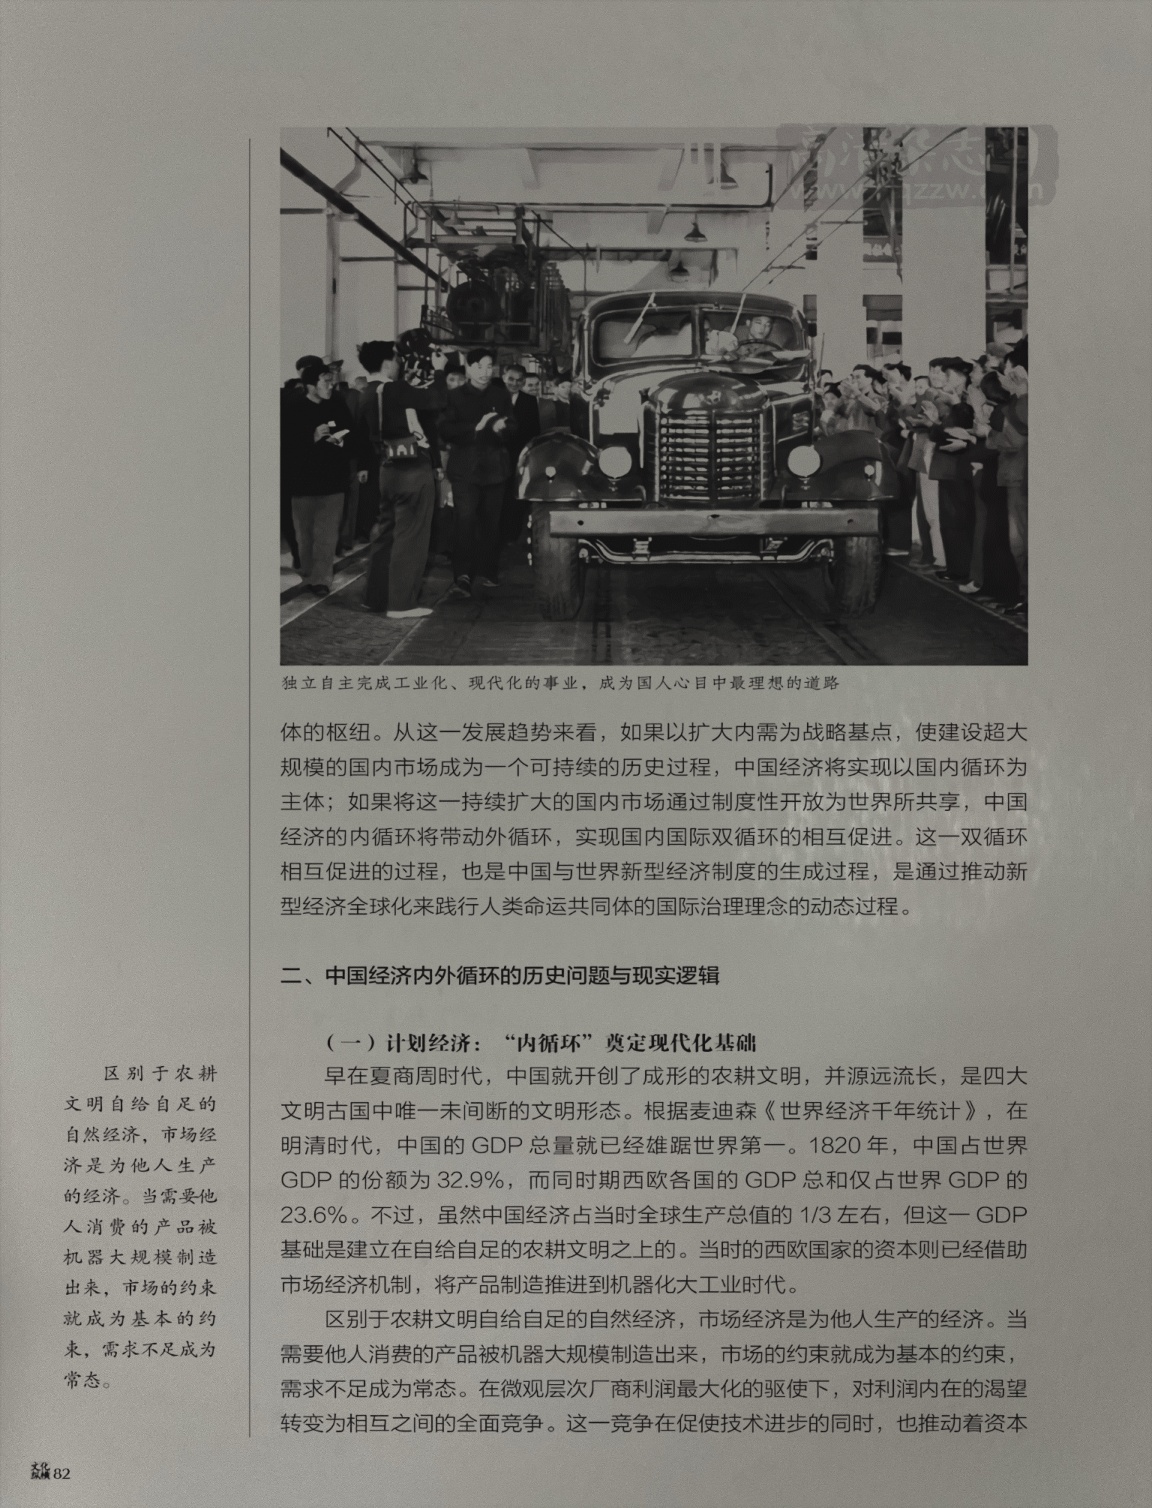 高清杂志
独立自主完成工业化、现代化的事业，成为国人心目中最理想的道路
体的枢纽。从这一发展趋势来看，如果以扩大内需为战略基点，使建设超大
规模的国内市场成为一个可持续的历史过程，中国经济将实现以国内循环为
主体；如果将这一持续扩大的国内市场通过制度性开放为世界所共享，中国
经济的内循环将带动外循环，实现国内国际双循环的相互促进。这一双循环
相互促进的过程，也是中国与世界新型经济制度的生成过程，是通过推动新
型经济全球化来践行人类命运共同体的国际治理理念的动态过程。
二、中国经济内外循环的历史问题与现实逻辑
（一）计划经济：“内循环”奠定现代化基础
早在夏商周时代，中国就开创了成形的农耕文明，并源远流长，是四大
文明古国中唯一未间断的文明形态。根据麦迪森《世界经济千年统计》，在
明清时代，中国的 GDP 总量就已经雄踞世界第一。1820 年，中国占世界
GDP 的份额为 32.9%，而同时期西欧各国的 GDP 总和仅占世界 GDP 的
23.6%。不过，虽然中国经济占当时全球生产总值的 1/3 左右，但这一 GDP
基础是建立在自给自足的农耕文明之上的。当时的西欧国家的资本则已经借助
市场经济机制，将产品制造推进到机器化大工业时代。
区别于农耕文明自给自足的自然经济，市场经济是为他人生产的经济。当
需要他人消费的产品被机器大规模制造出来，市场的约束就成为基本的约束，
需求不足成为常态。在微观层次厂商利润最大化的驱使下，对利润内在的渴望
转变为相互之间的全面竞争。这一竞争在促使技术进步的同时，也推动着资本
区别于农耕
文明自给自足的
自然经济，市场经
济是为他人生产
的经济。当需要他
人消费的产品被
机器大规模制造
出来，市场的约束
就成为基本的约
束，需求不足成为
常态。
文化
纵横 82